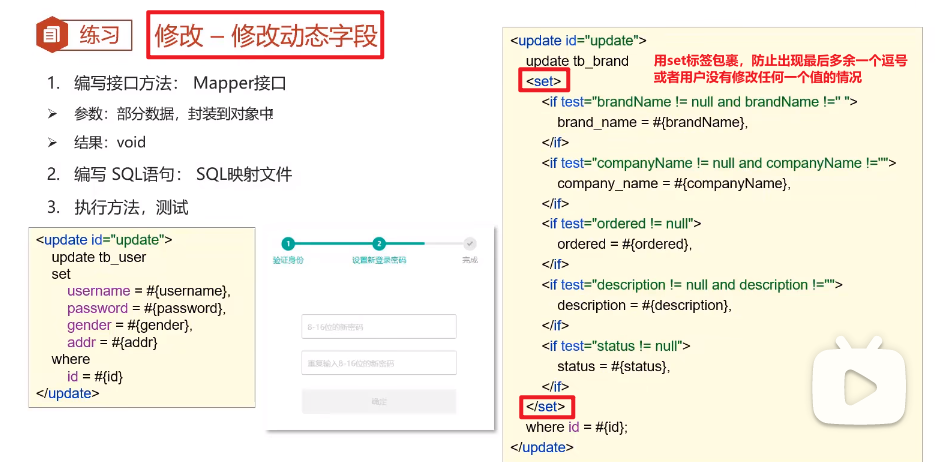 练习
修改 – 修改动态字段
1. 编写接口方法： Mapper接口
➢ 参数：部分数据，封装到对象中
➢ 结果：void
2. 编写 SQL语句： SQL映射文件
3. 执行方法，测试
<update id="update">
update tb_user
set
username = #{username},
password = #{password},
gender = #{gender},
addr = #{addr}
where
id = #{id}
</update>
1
2
验证身份
设置新登录密码
完成
8-16位的新密码
重复输入8-16位的新密码
确定
<update id="update">
update tb_brand
用set标签包裹，防止出现最后多余一个逗号
或者用户没有修改任何一个值的情况
<set>
<if test="brandName != null and brandName !=" ">
brand_name = #{brandName},
</if>
<if test="companyName != null and companyName !="">
company_name = #{companyName},
</if>
<if test="ordered != null">
ordered = #{ordered},
</if>
<if test="description != null and description !="">
description = #{description},
</if>
<if test="status != null">
status = #{status},
</if>
</set>
where id = #{id};
</update>